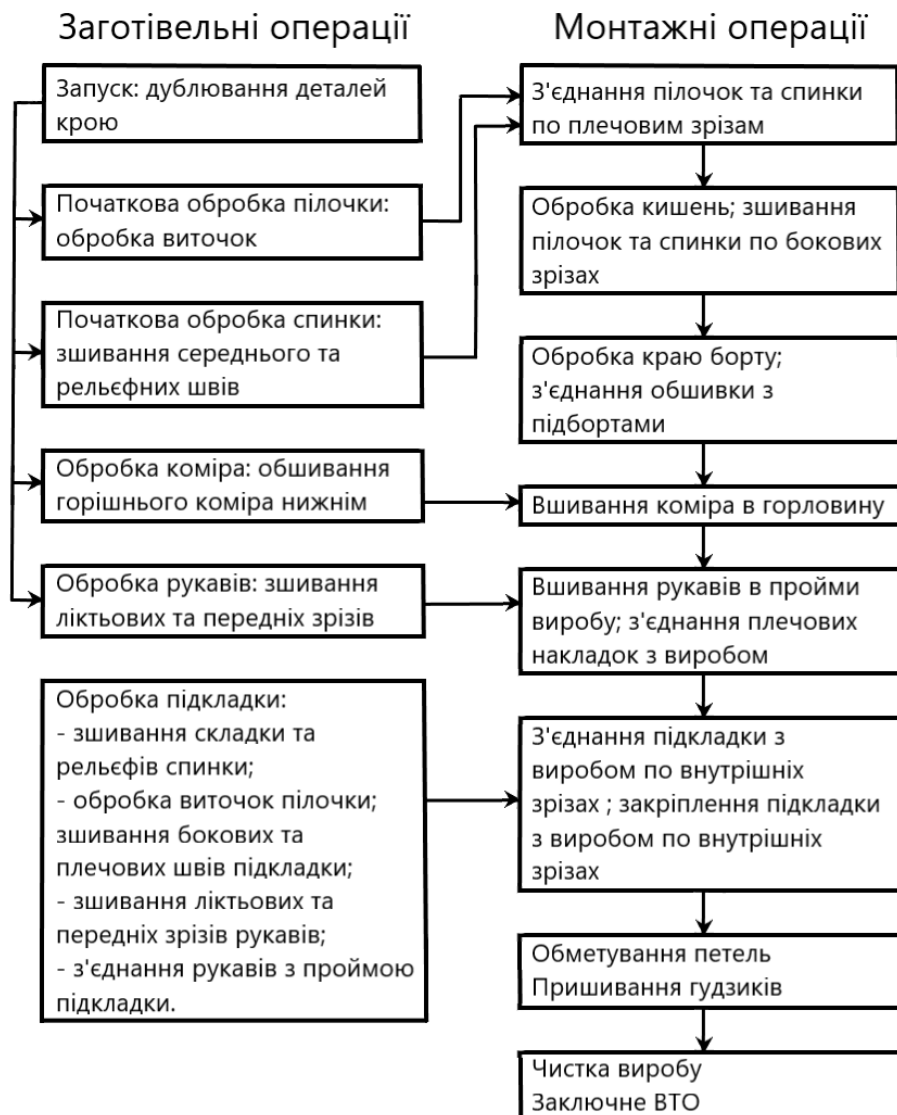 Заготівельні операції
Запуск: дублювання деталей
крою
Початкова обробка пілочки:
обробка виточок
Початкова обробка спинки:
зшивання середнього та
рельєфних швів
Обробка коміра: обшивання
горішнього коміра нижнім
Обробка рукавів: зшивання
ліктьових та передніх зрізів
Обробка підкладки:
- зшивання складки та
рельєфів спинки;
- обробка виточок пілочки;
зшивання бокових та
плечових швів підкладки;
- зшивання ліктьових та
передніх зрізів рукавів;
- з'єднання рукавів з проймою
підкладки.
Монтажні операції
З'єднання пілочок та спинки
по плечовим зрізам
Обробка кишень; зшивання
пілочок та спинки по бокових
зрізах
Обробка краю борту;
з'єднання обшивки з
підбортами
Вшивання коміра в горловину
Вшивання рукавів в пройми
виробу; з'єднання плечових
накладок з виробом
З'єднання підкладки з
виробом по внутрішніх
зрізах ; закріплення підкладки
з виробом по внутрішніх
зрізах
Обметування петель
Пришивання гудзиків
Чистка виробу
Заключне ВТО